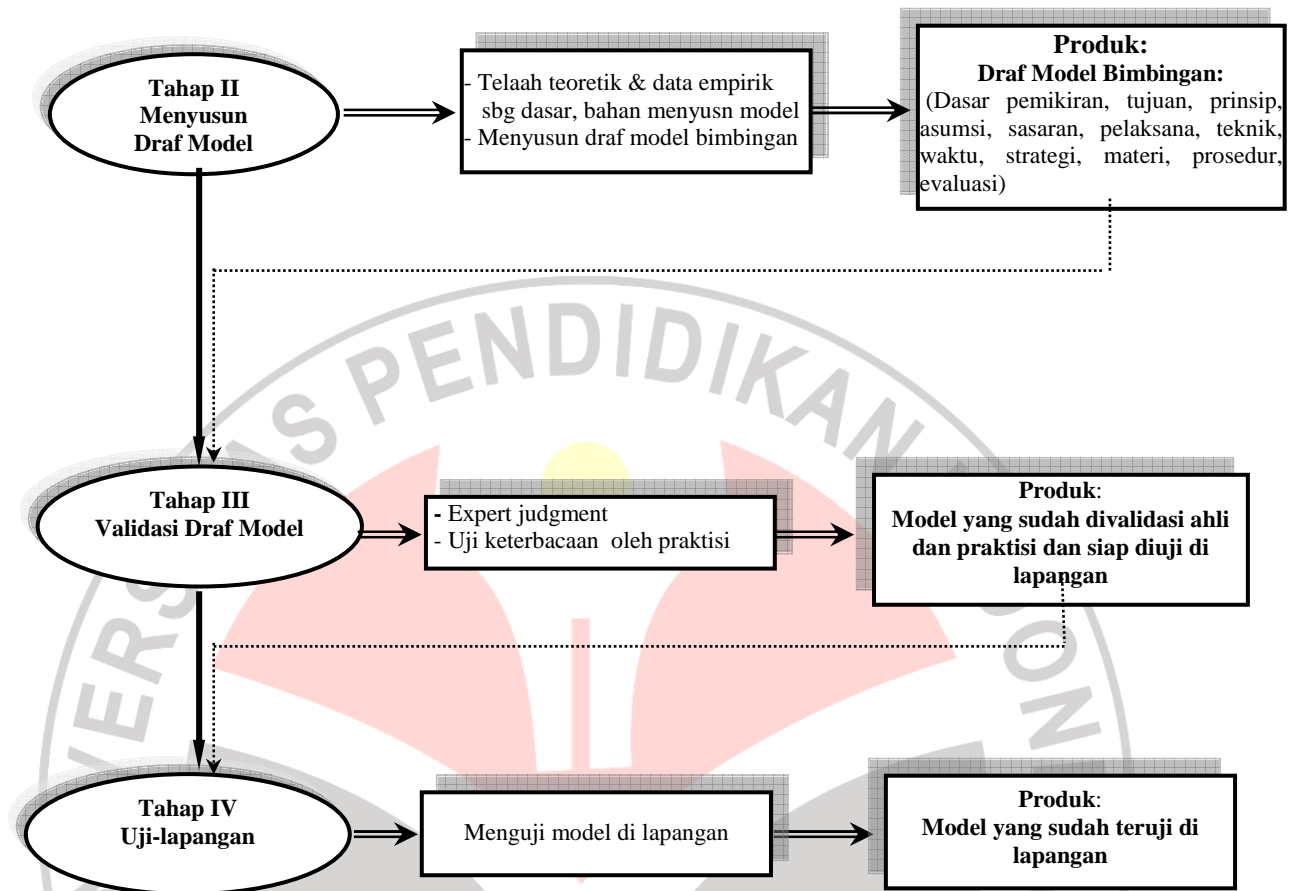 Tahap II
Menyusun
Draf Model
- Telaah teoretik & data empirik
sbg dasar, bahan menyusn model
- Menyusun draf model bimbingan
Produk:
Draf Model Bimbingan:
(Dasar pemikiran, tujuan, prinsip,
asumsi, sasaran, pelaksana, teknik,
waktu, strategi, materi, prosedur,
evaluasi)
Tahap III
Validasi Draf Model
- Expert judgment
- Uji keterbacaan oleh praktisi
Produk:
Model yang sudah divalidasi ahli
dan praktisi dan siap diuji di
lapangan
Tahap IV
Uji-lapangan
Menguji model di lapangan
Produk:
Model yang sudah teruji di
lapangan
PENDIDIKAN